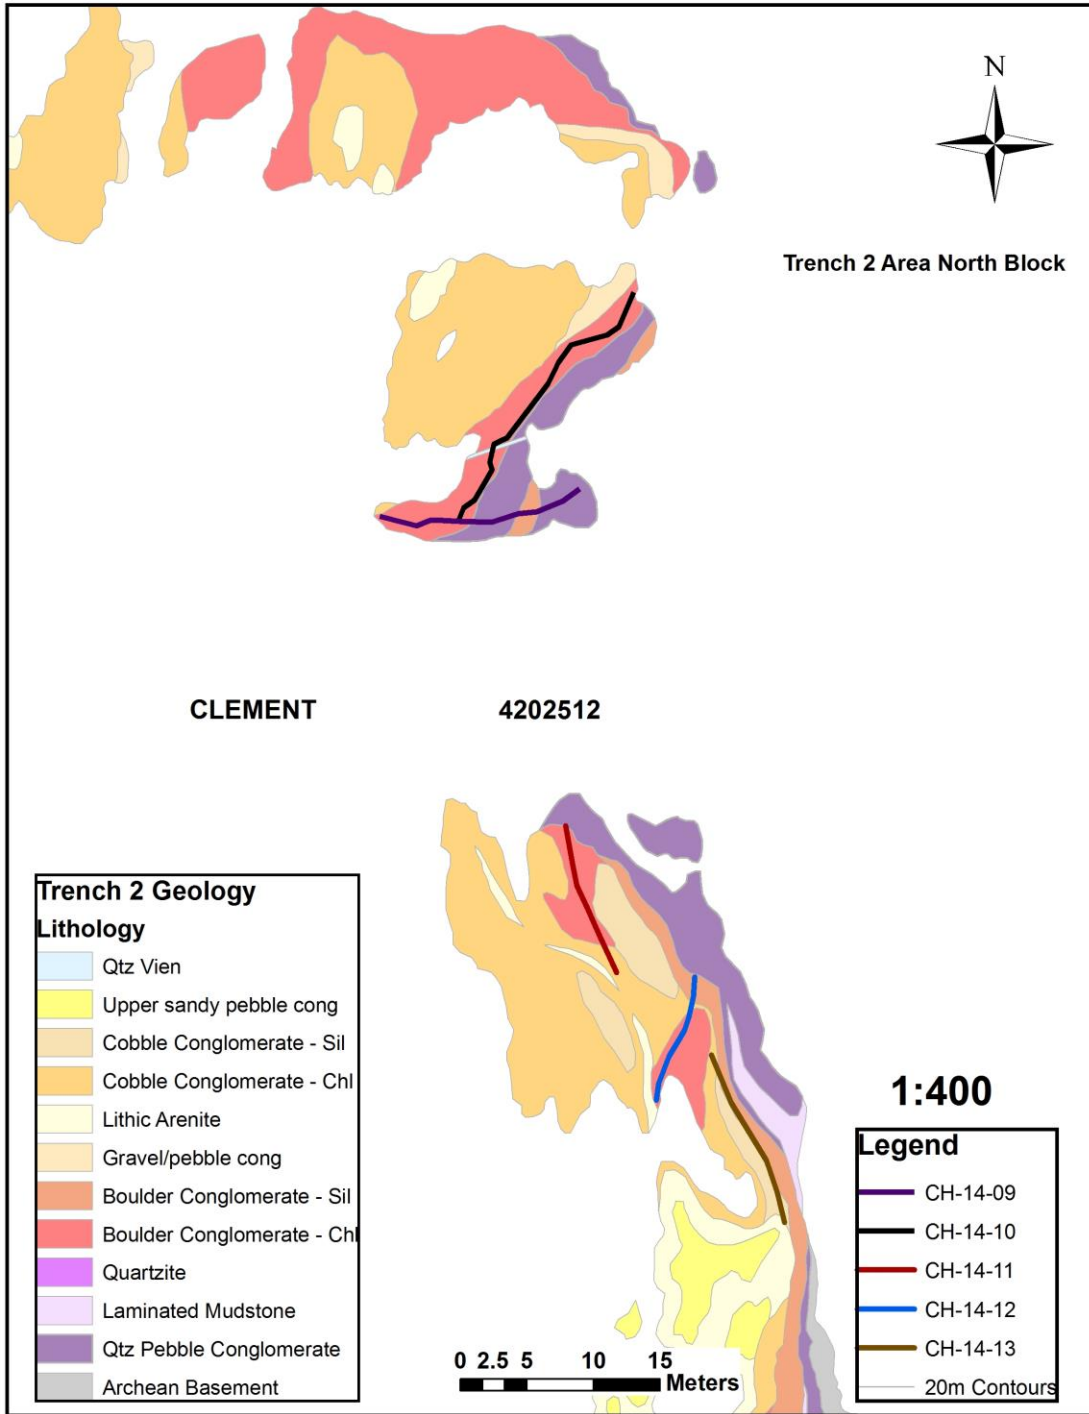 N
Trench 2 Area North Block
CLEMENT 4202512
Trench 2 Geology
Lithology
Qtz Vien
Upper sandy pebble cong
Cobble Conglomerate - Sil
Cobble Conglomerate - Chl
Lithic Arenite
Gravel/pebble cong
Boulder Conglomerate - Sil
Boulder Conglomerate - Chl
Quartzite
Laminated Mudstone
Qtz Pebble Conglomerate
Archean Basement
0 2.5 5 10 15
Meters
1:400
Legend
CH-14-09
CH-14-10
CH-14-11
CH-14-12
CH-14-13
20m Contours